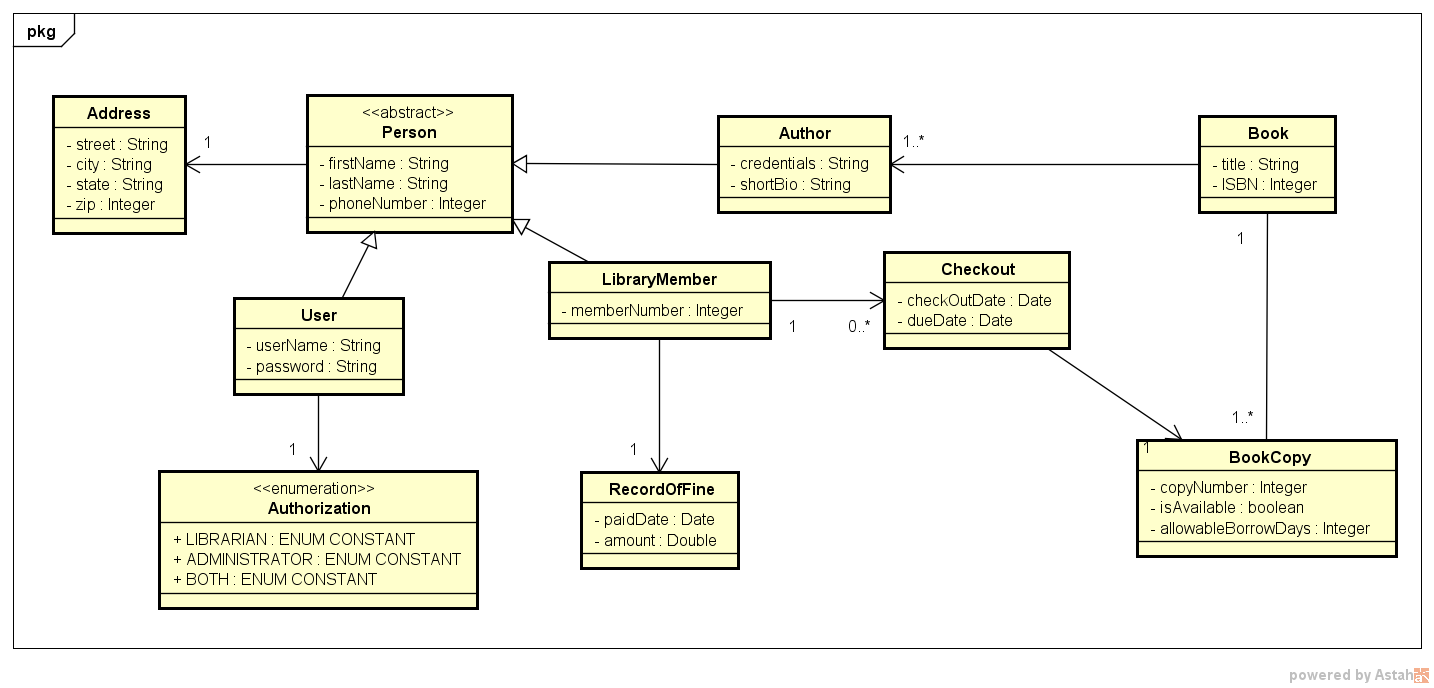 pkg
Address
- street : String
- city : String
- state : String
- zip : Integer
1
<<abstract>>
Person
- firstName : String
- lastName : String
- phoneNumber : Integer
Author
- credentials : String
- shortBio : String
1..*
Book
- title : String
- ISBN : Integer
1
1..*
User
- userName : String
- password : String
1
LibraryMember
- memberNumber : Integer
1
0..*
Checkout
- checkOutDate : Date
- dueDate : Date
1
<<enumeration>>
Authorization
+ LIBRARIAN : ENUM CONSTANT
+ ADMINISTRATOR : ENUM CONSTANT
+ BOTH : ENUM CONSTANT
RecordOfFine
- paidDate : Date
- amount : Double
1
BookCopy
- copyNumber : Integer
- isAvailable : boolean
- allowableBorrowDays : Integer
powered by Astah